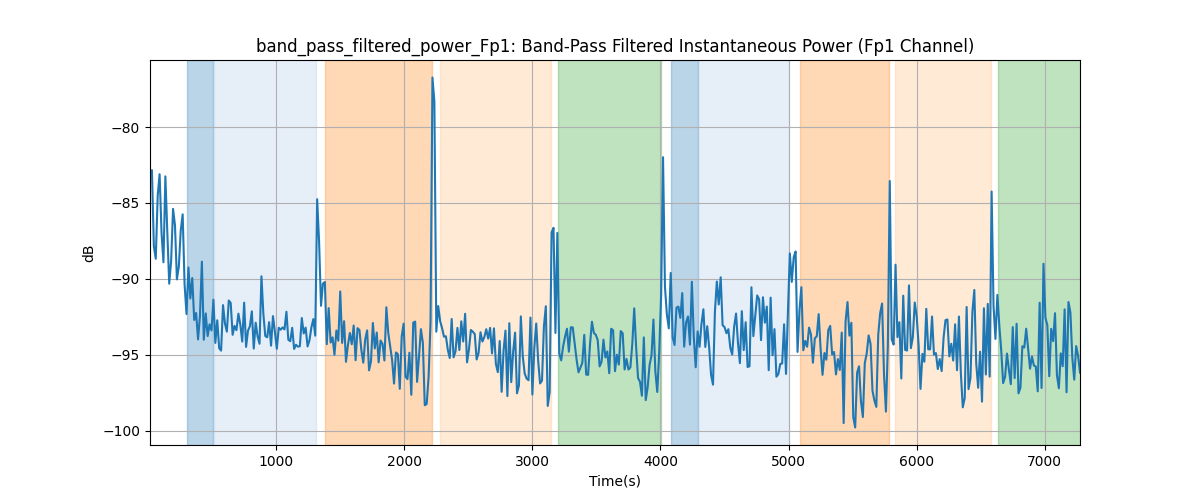 band_pass_filtered_power_Fp1: Band-Pass Filtered Instantaneous Power (Fp1 Channel)
−80
−85
−90
−95
−100
dB
1000 2000 3000 4000 5000 6000 7000
Time(s)